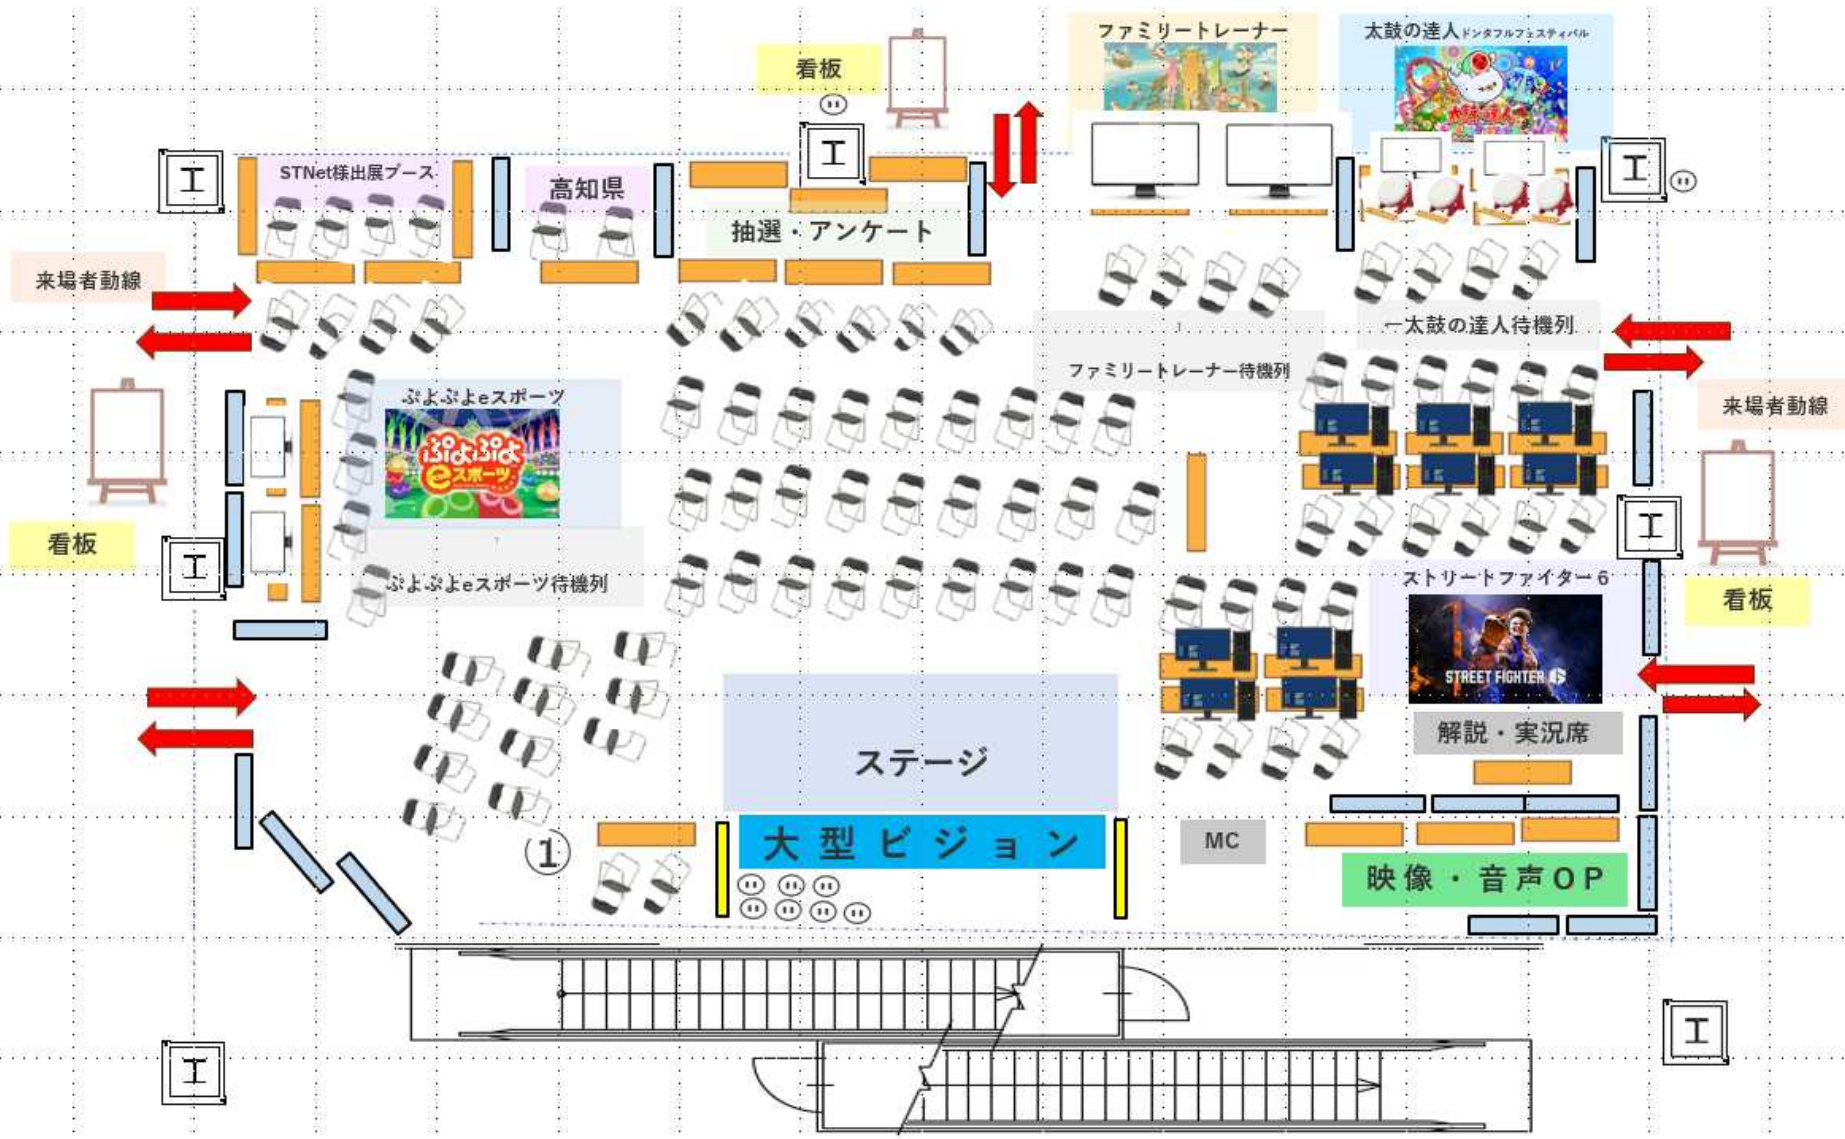 ファミリートレーナー
太鼓の達人ドンダフルフェスティバル
看板
太鼓の達人
STNet様出展ブース
高知県
抽選・アンケート
来場者動線
←太鼓の達人待機列
ファミリートレーナー待機列
ぷよぷよeスポーツ
ぷよぷよ
eスポーツ
来場者動線
看板
ぷよぷよeスポーツ待機列
ストリートファイター6
STREET FIGHTER 6
看板
解説・実況席
ステージ
大型ビジョン
MC
①
映像・音声OP